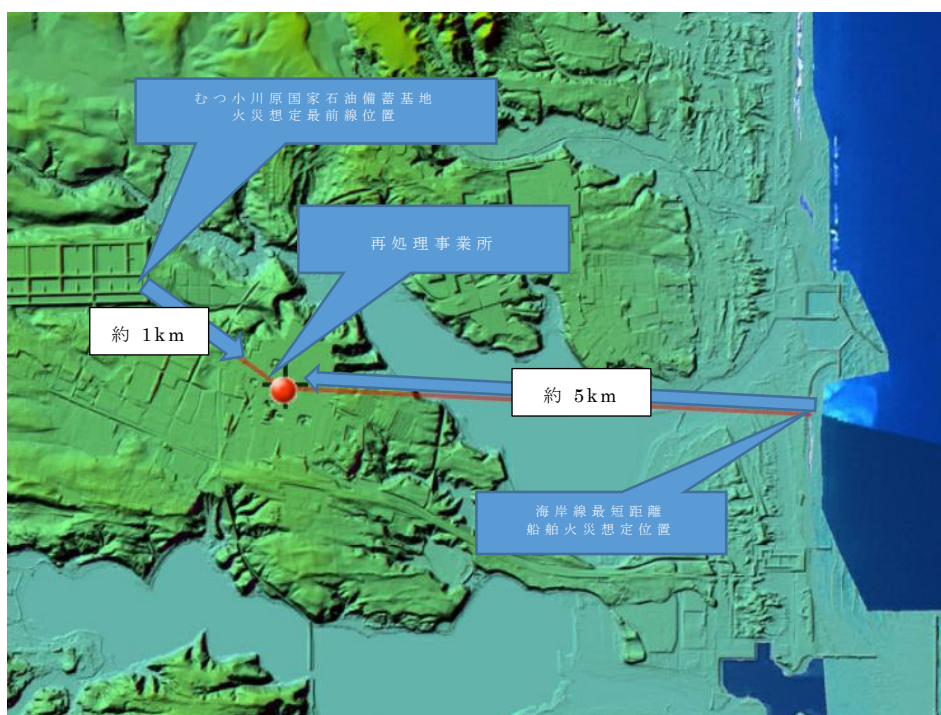 むつ小川原国家石油備蓄基地
火災想定最前線位置
再処理事業所
約 1km
約 5km
海岸線最短距離
船舶火災想定位置